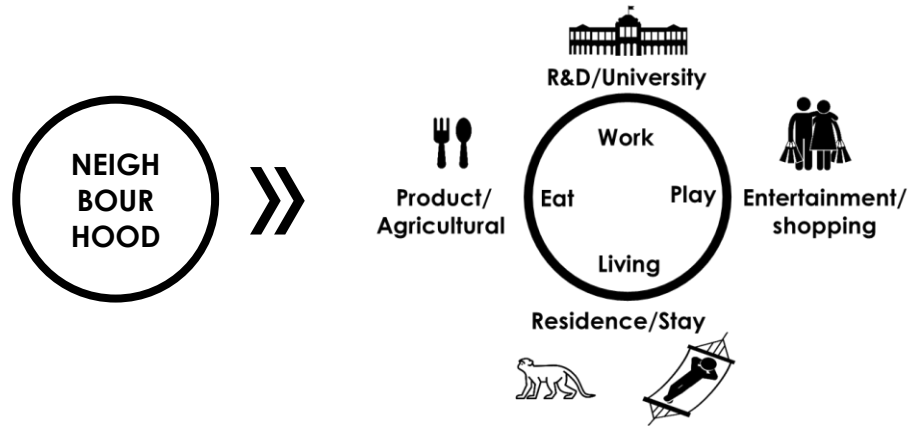 NEIGH
BOUR
HOOD
R&D/University
Work
Eat
Play
Living
Product/
Agricultural
Entertainment/
shopping
Residence/Stay